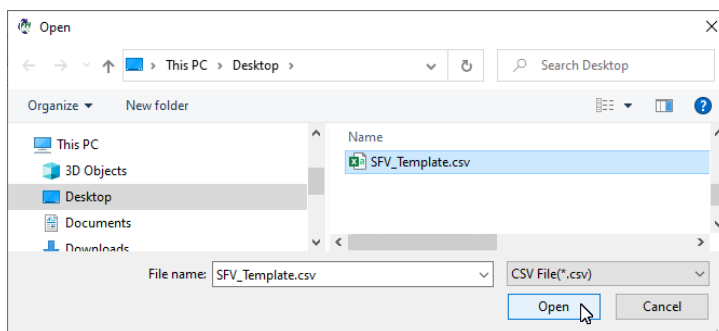 Open
This PC > Desktop >
Search Desktop
Organize
New folder
This PC
3D Objects
Desktop
Documents
Downloads
Name
SFV_Template.csv
File name: SFV_Template.csv
CSV File(*.csv)
Open
Cancel